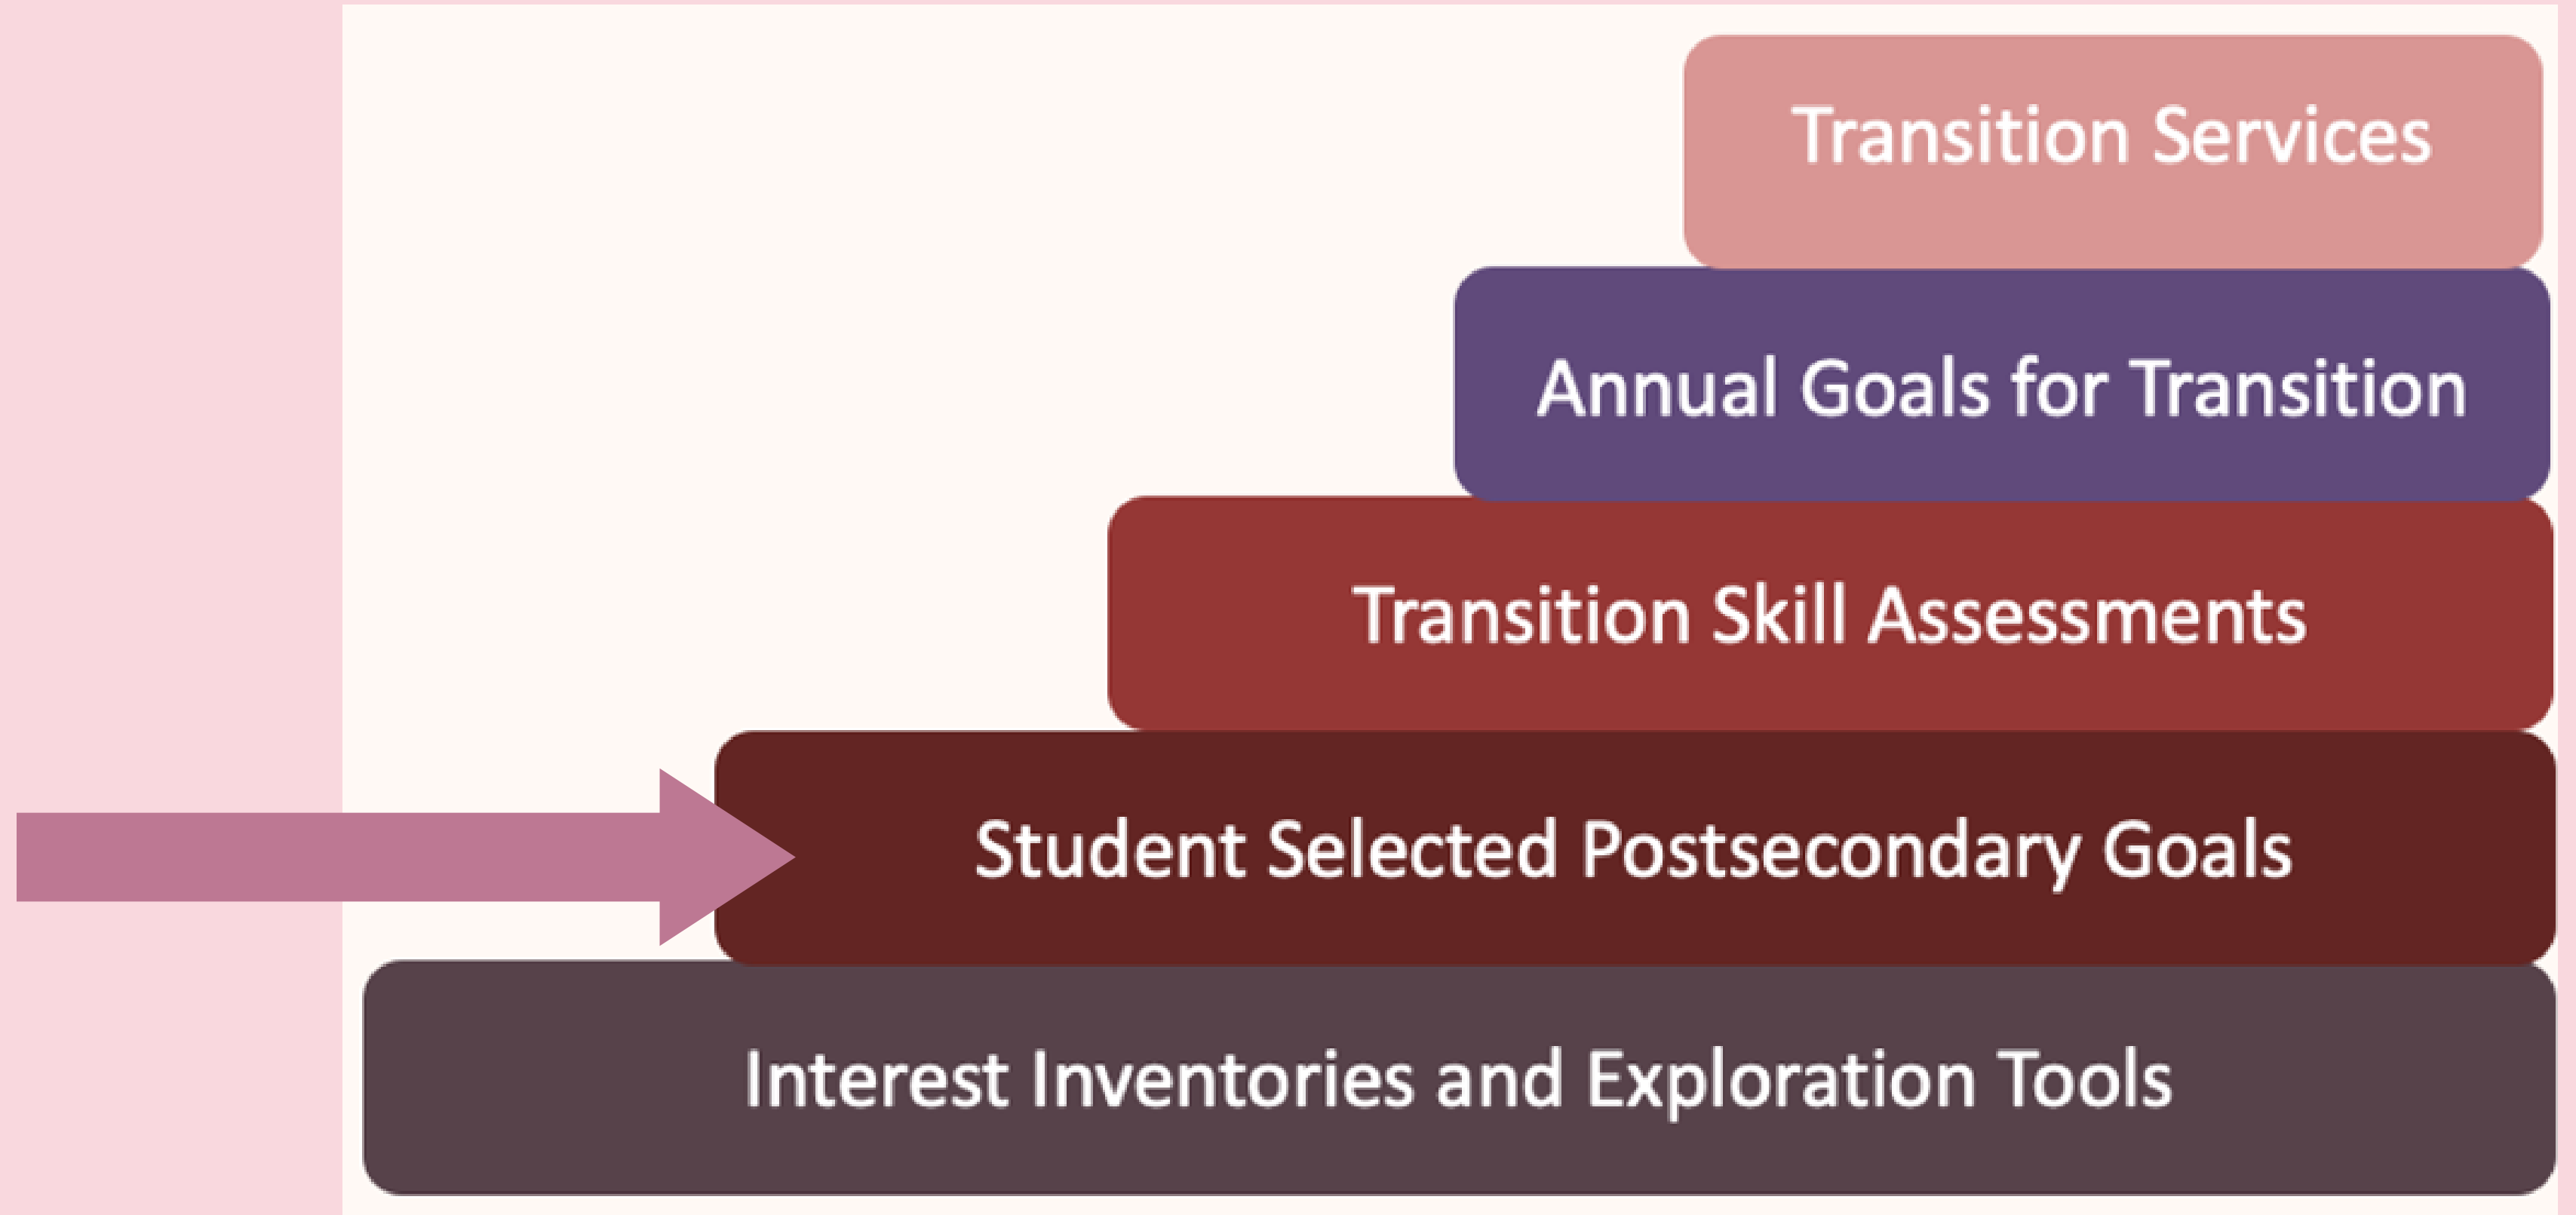 Transition Services
Annual Goals for Transition
Transition Skill Assessments
Student Selected Postsecondary Goals
Interest Inventories and Exploration Tools